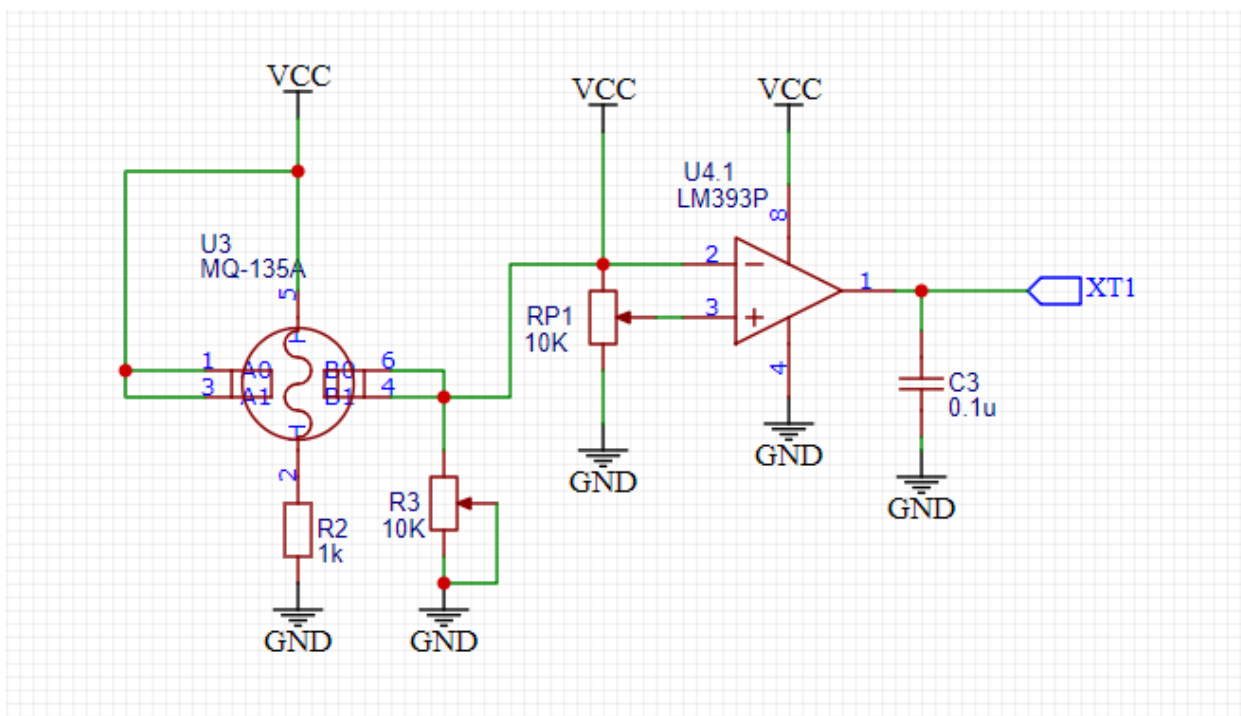 VCC
VCC
VCC
U4.1
LM393P
8
U3
MQ-135A
5
2
1
XT1
H
RP1
10K
3
1
A0
B0
6
3
A1
B1
4
4
C3
0.1u
H
GND
2
GND
R3
10K
GND
R2
1k
GND
GND